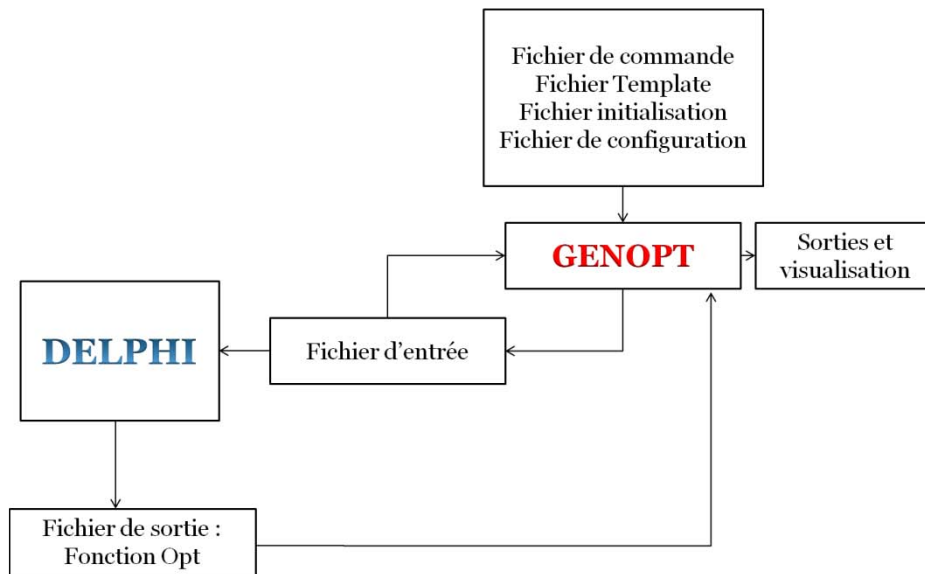 Fichier de commande
Fichier Template
Fichier initialisation
Fichier de configuration
GENOPT
Sorties et
visualisation
DELPHI
Fichier d'entrée
Fichier de sortie :
Fonction Opt